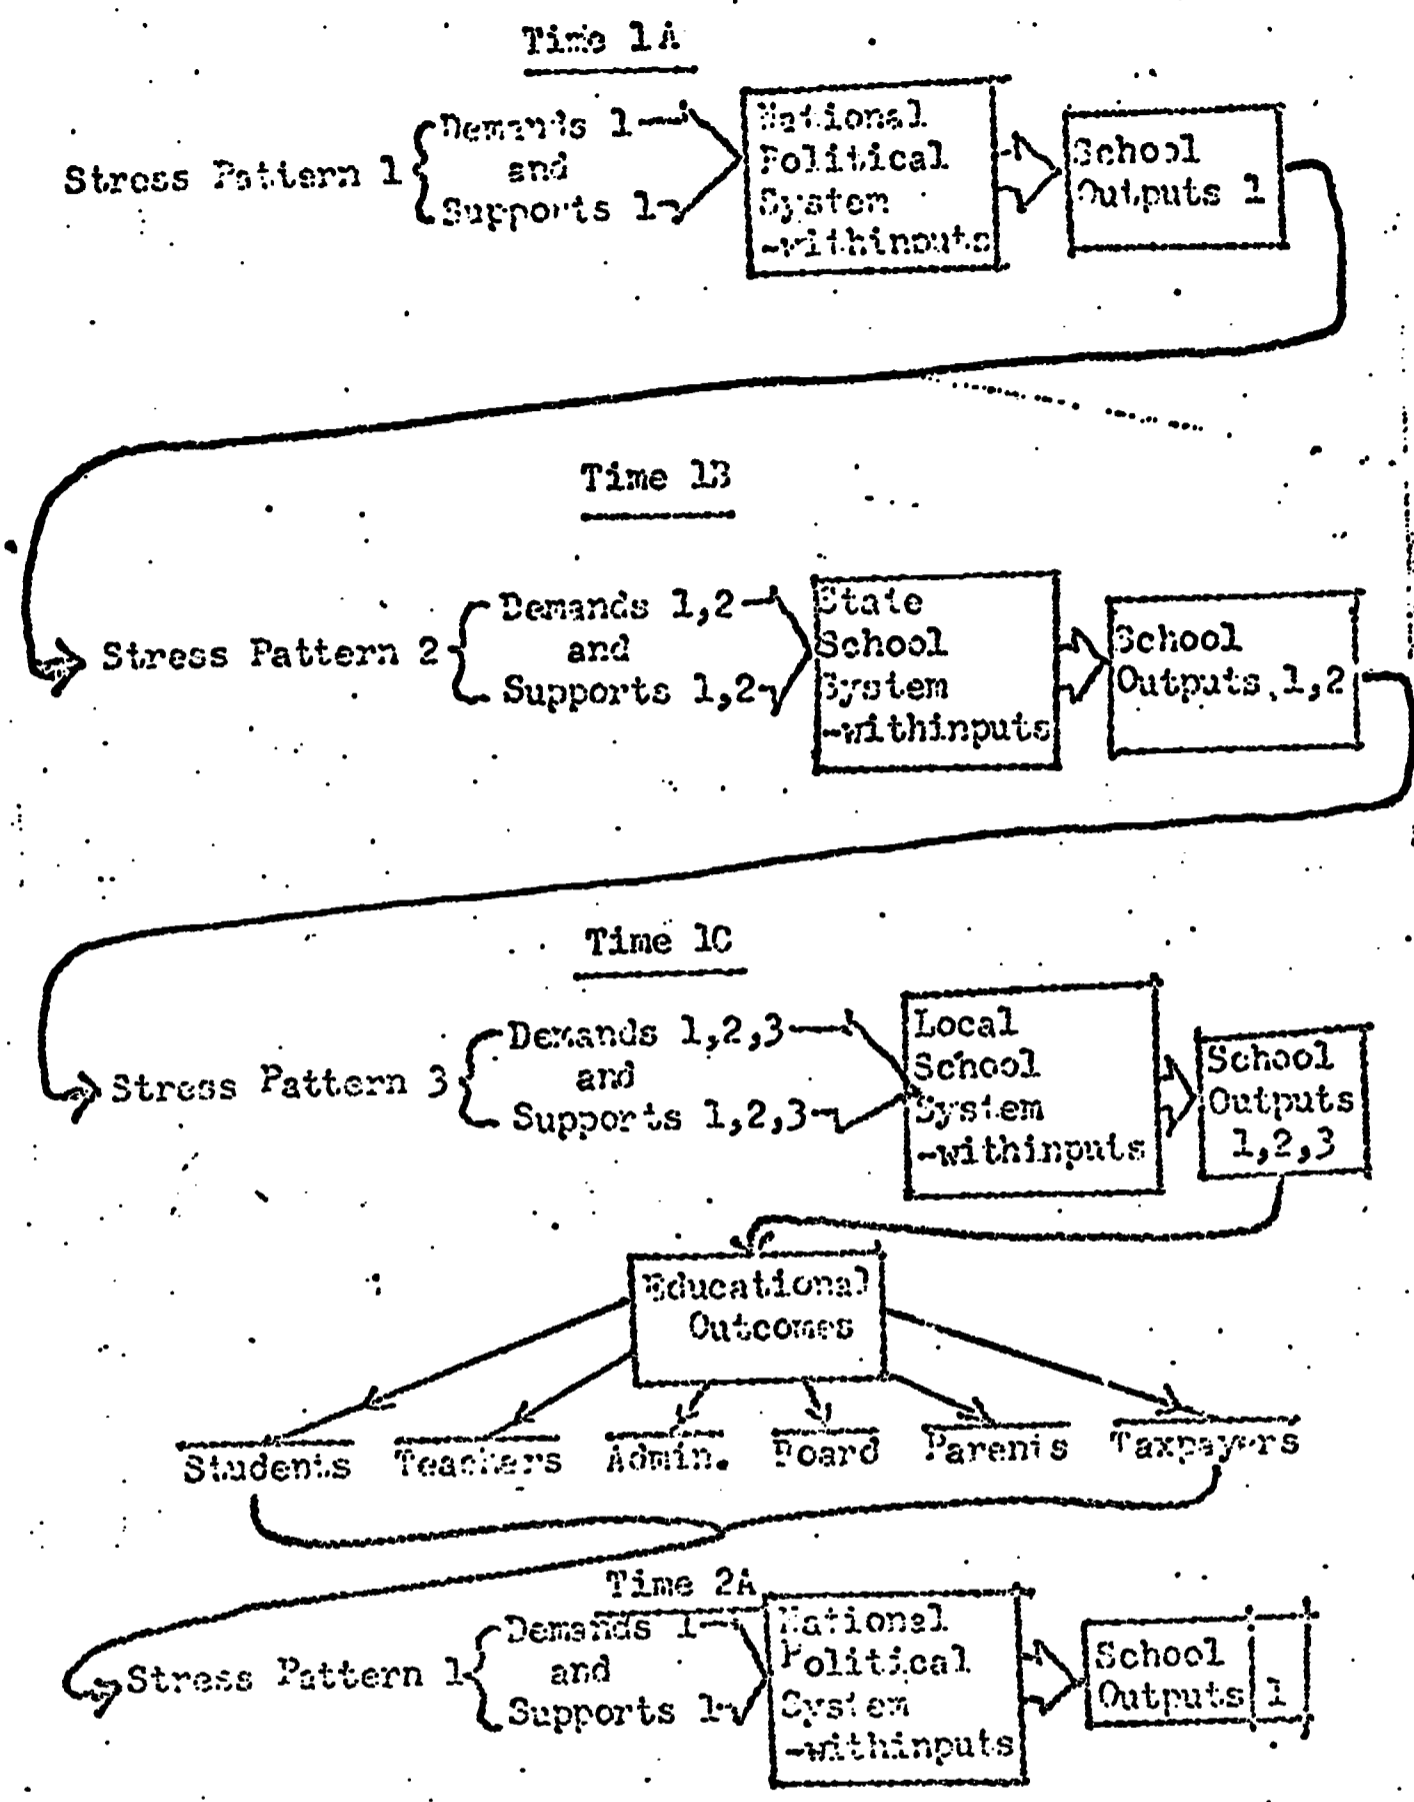 Time 1A
Stress Pattern 1
Demands 1
and
Supports 1
National
Political
System
-withinputs
School
Outputs 1
Time 1B
Stress Pattern 2
Demands 1,2
and
Supports 1,2
State
School
System
-withinputs
School
Outputs 1,2
Time 1C
Stress Pattern 3
Demands 1,2,3
and
Supports 1,2,3
Local
School
System
-withinputs
School
Outputs
1,2,3
Educational
Outcomes
Students Teachers Admin. Board Parents Taxpayers
Time 2A
Stress Pattern 1
Demands 1
and
Supports 1
National
Political
System
-withinputs
School
Outputs 1